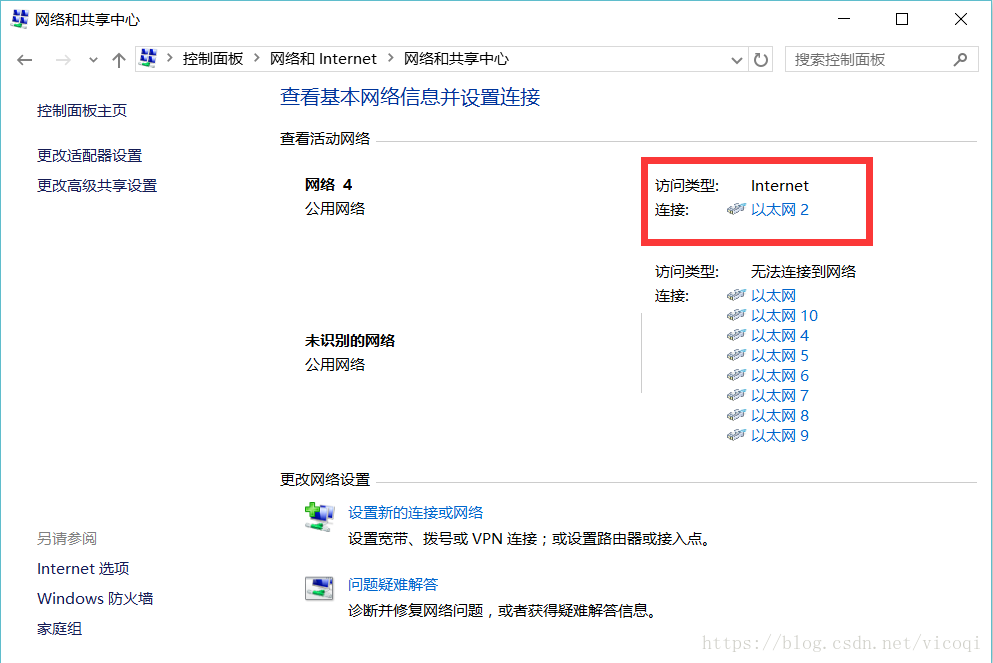 网络和共享中心
控制面板 > 网络和 Internet > 网络和共享中心
搜索控制面板
控制面板主页
更改适配器设置
更改高级共享设置
查看基本网络信息并设置连接
查看活动网络
网络 4
公用网络
访问类型: Internet
连接: 以太网 2
未识别的网络
公用网络
访问类型: 无法连接到网络
连接: 以太网
以太网 10
以太网 4
以太网 5
以太网 6
以太网 7
以太网 8
以太网 9
更改网络设置
设置新的连接或网络
设置宽带、拨号或 VPN 连接；或设置路由器或接入点。
问题疑难解答
诊断并修复网络问题，或者获得疑难解答信息。
另请参阅
Internet 选项
Windows 防火墙
家庭组
https://blog.csdn.net/vicoqi